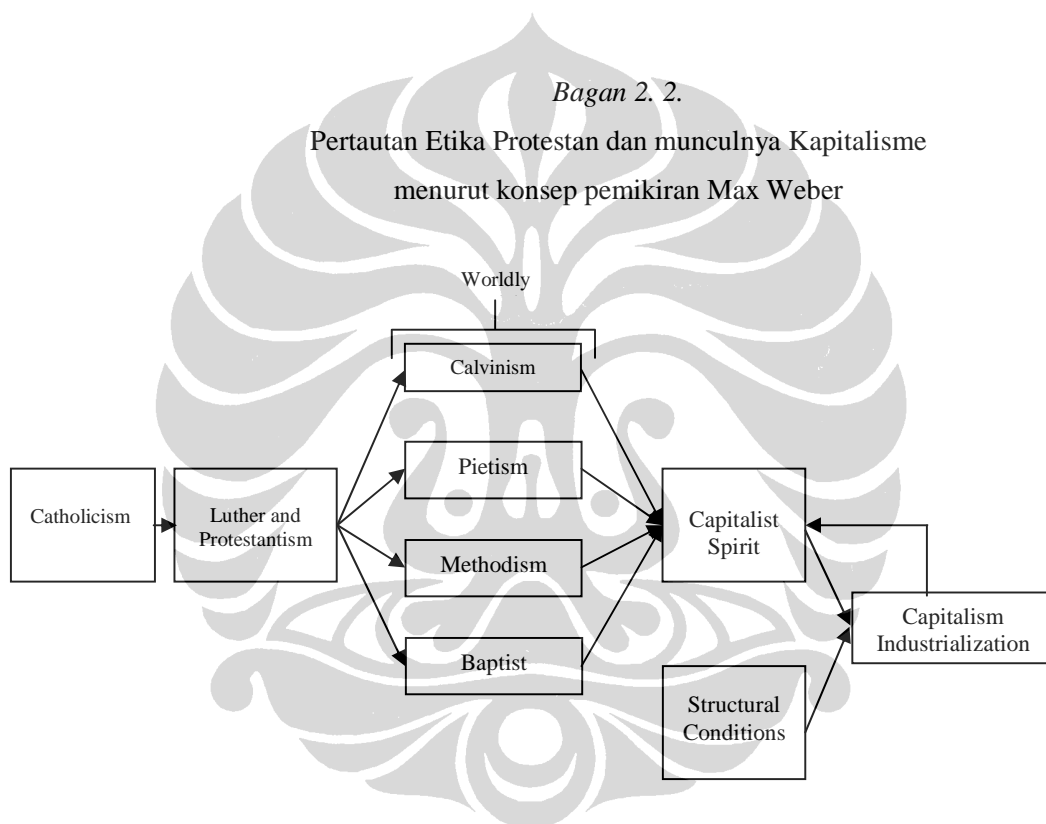 Bagan 2. 2.
Pertautan Etika Protestan dan munculnya Kapitalisme
menurut konsep pemikiran Max Weber
Worldly
Calvinism
Pietism
Catholicism
Luther and
Protestantism
Methodism
Baptist
Capitalist
Spirit
Capitalism
Industrialization
Structural
Conditions